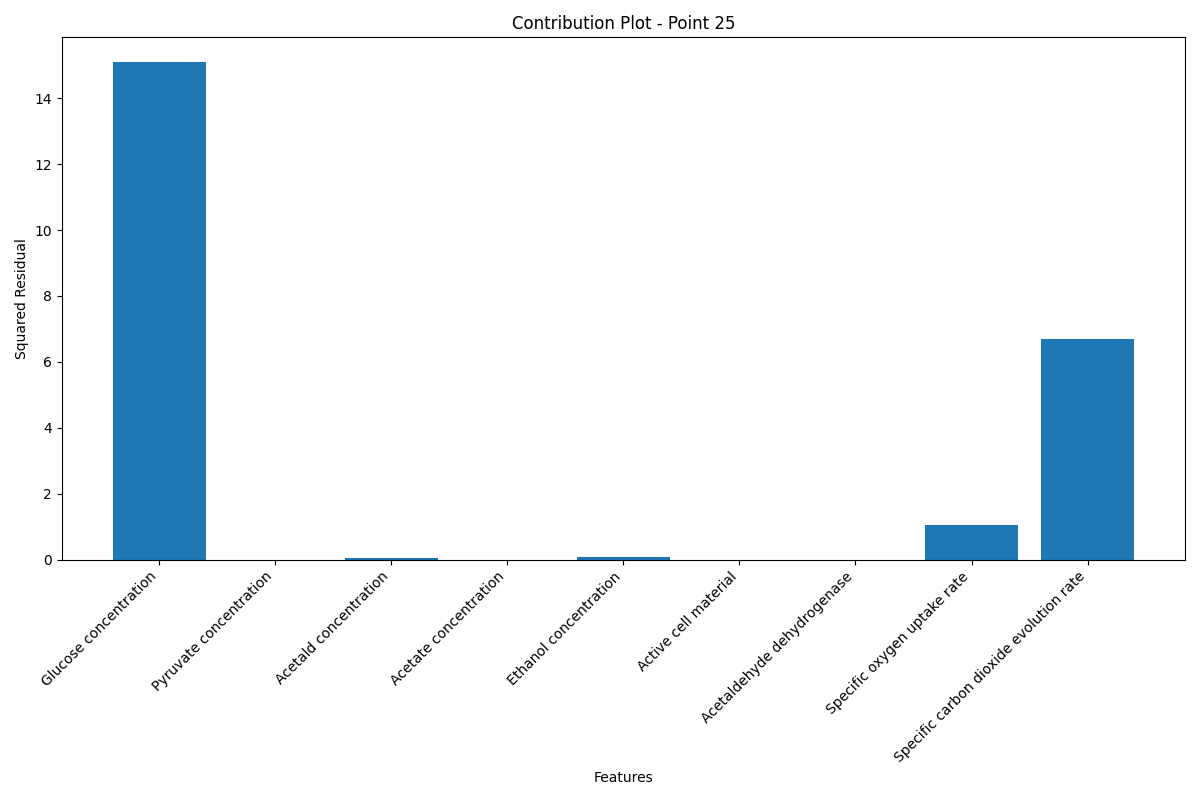 Contribution Plot - Point 25
Squared Residual
14
12
10
8
6
4
2
0
Glucose concentration
Pyruvate concentration
Acetald concentration
Acetate concentration
Ethanol concentration
Active cell material
Acetaldehyde dehydrogenase
Specific oxygen uptake rate
Specific carbon dioxide evolution rate
Features